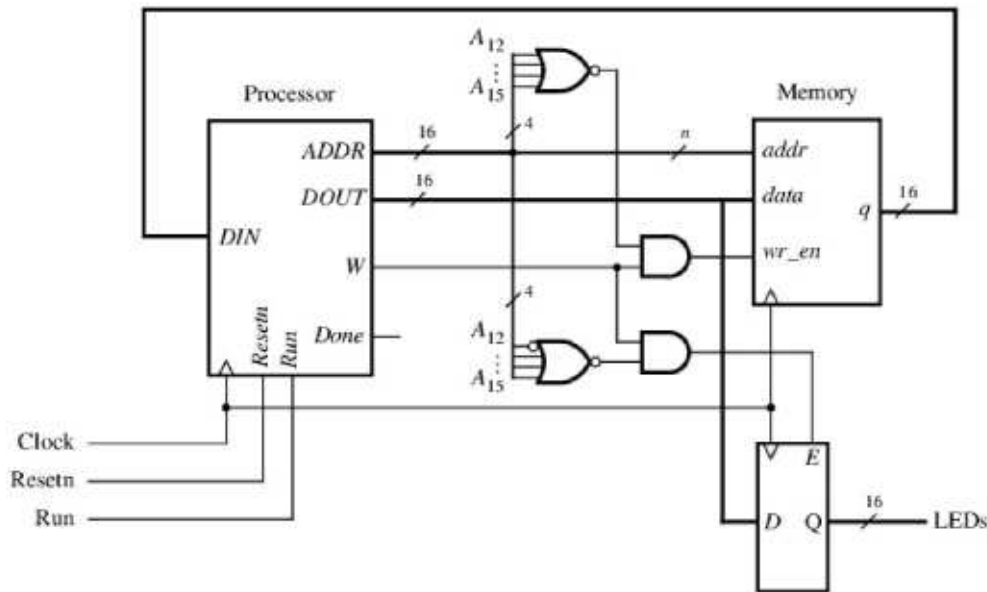 A12
A15
Processor
Memory
4
16
n
ADDR
addr
16
DOUT
data
q
16
DIN
W
wr_en
4
Resetn
Run
Done
A12
A15
Clock
Resetn
Run
E
D
Q
16
LEDs